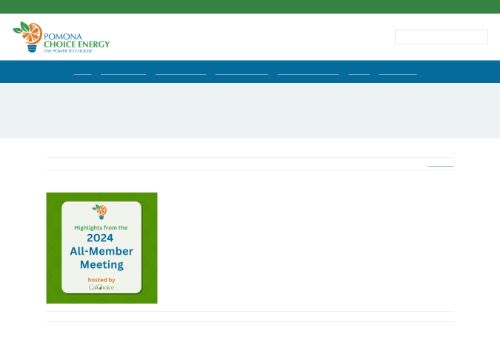 POMONA
CHOICE ENERGY
THE POWER TO CHOOSE
Highlights from the
2024
All-Member
Meeting
hosted by
CalChoice